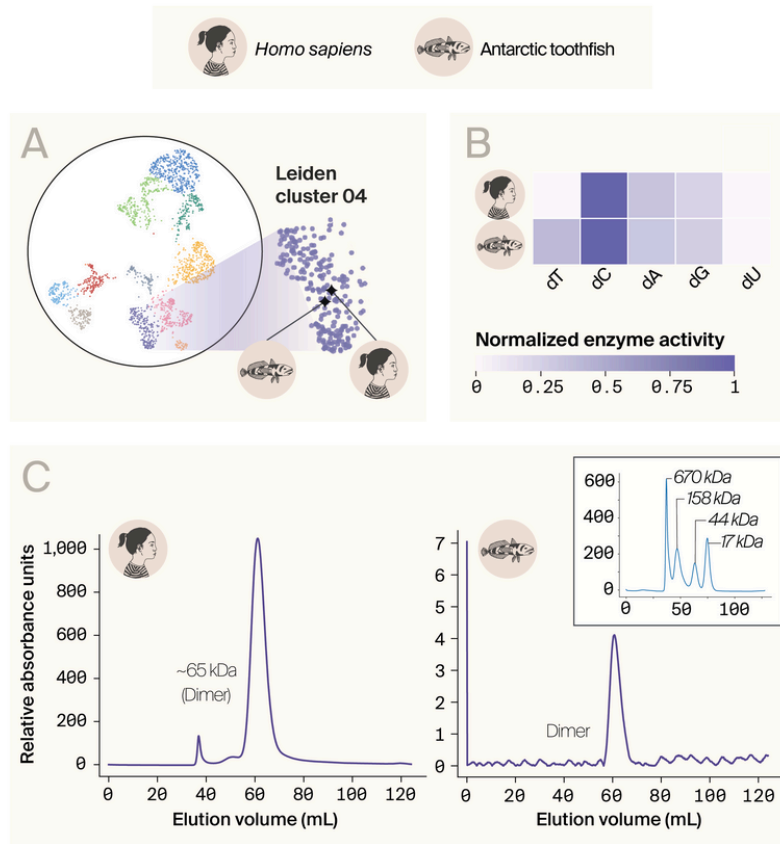 Homo sapiens
Antarctic toothfish
A
Leiden
cluster 04
B
dT dC dA dG dU
Normalized enzyme activity
0 0.25 0.50 0.75 1
C
Relative absorbance units
1,000
800
600
400
200
0
~65 kDa
(Dimer)
0 20 40 60 80 100 120
Elution volume (mL)
7
6
5
4
3
2
1
0
Dimer
0 20 40 60 80 100 120
Elution volume (mL)
600
400
200
0
670 kDa
158 kDa
44 kDa
17 kDa
0 50 100